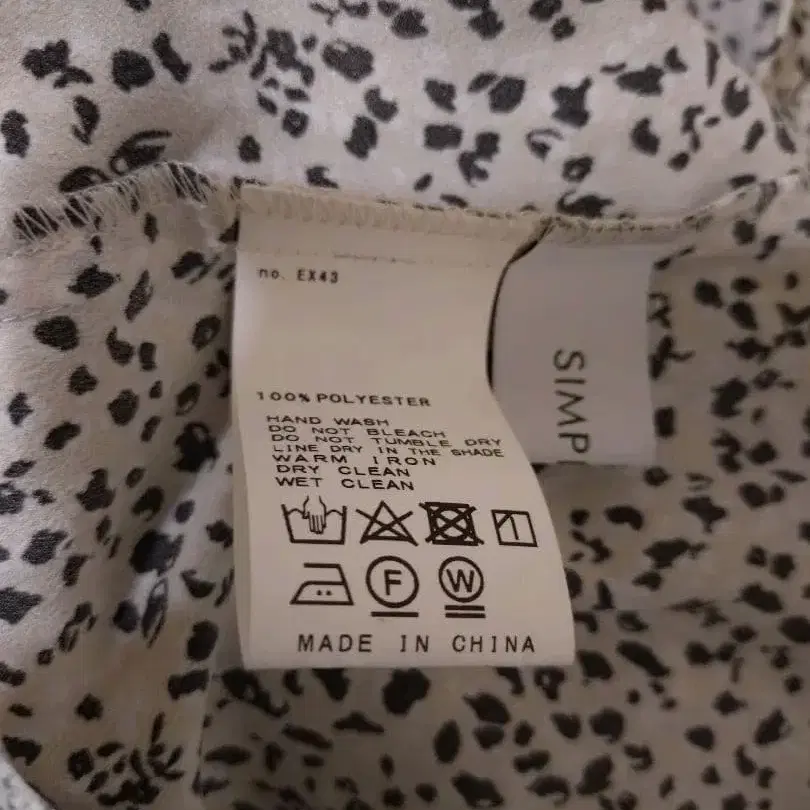 no. EX43
100% POLYESTER
HAND WASH
DO NOT BLEACH
DO NOT TUMBLE DRY
LINE DRY IN THE SHADE
WARM IRON
DRY CLEAN
WET CLEAN
F
W
MADE IN CHINA
SIMP